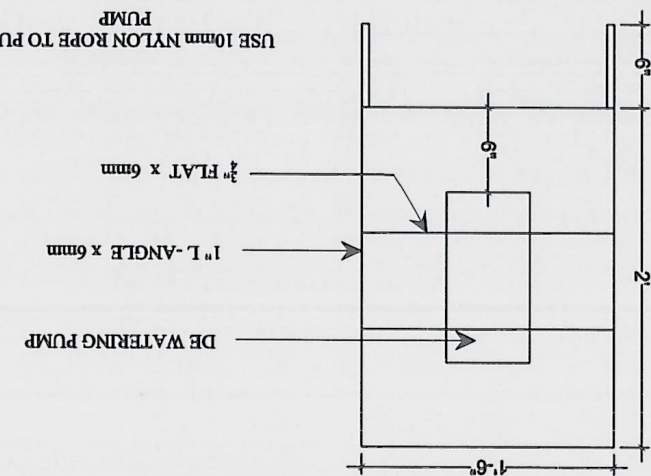 USE 10mm NYLON ROPE TO PU
PUMP
6"
6"
¾" FLAT x 6mm
1" L-ANGLE x 6mm
2'
DE WATERING PUMP
1'-6"